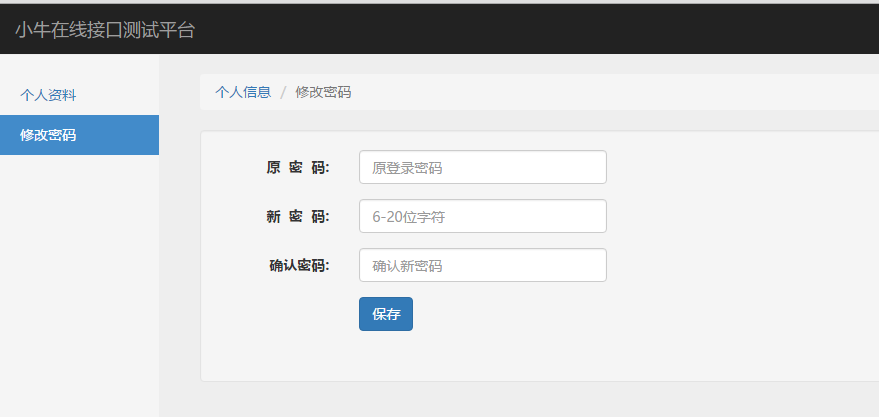 小牛在线接口测试平台
个人资料
修改密码
个人信息 / 修改密码
原 密 码: 原登录密码
新 密 码: 6-20位字符
确认密码: 确认新密码
保存